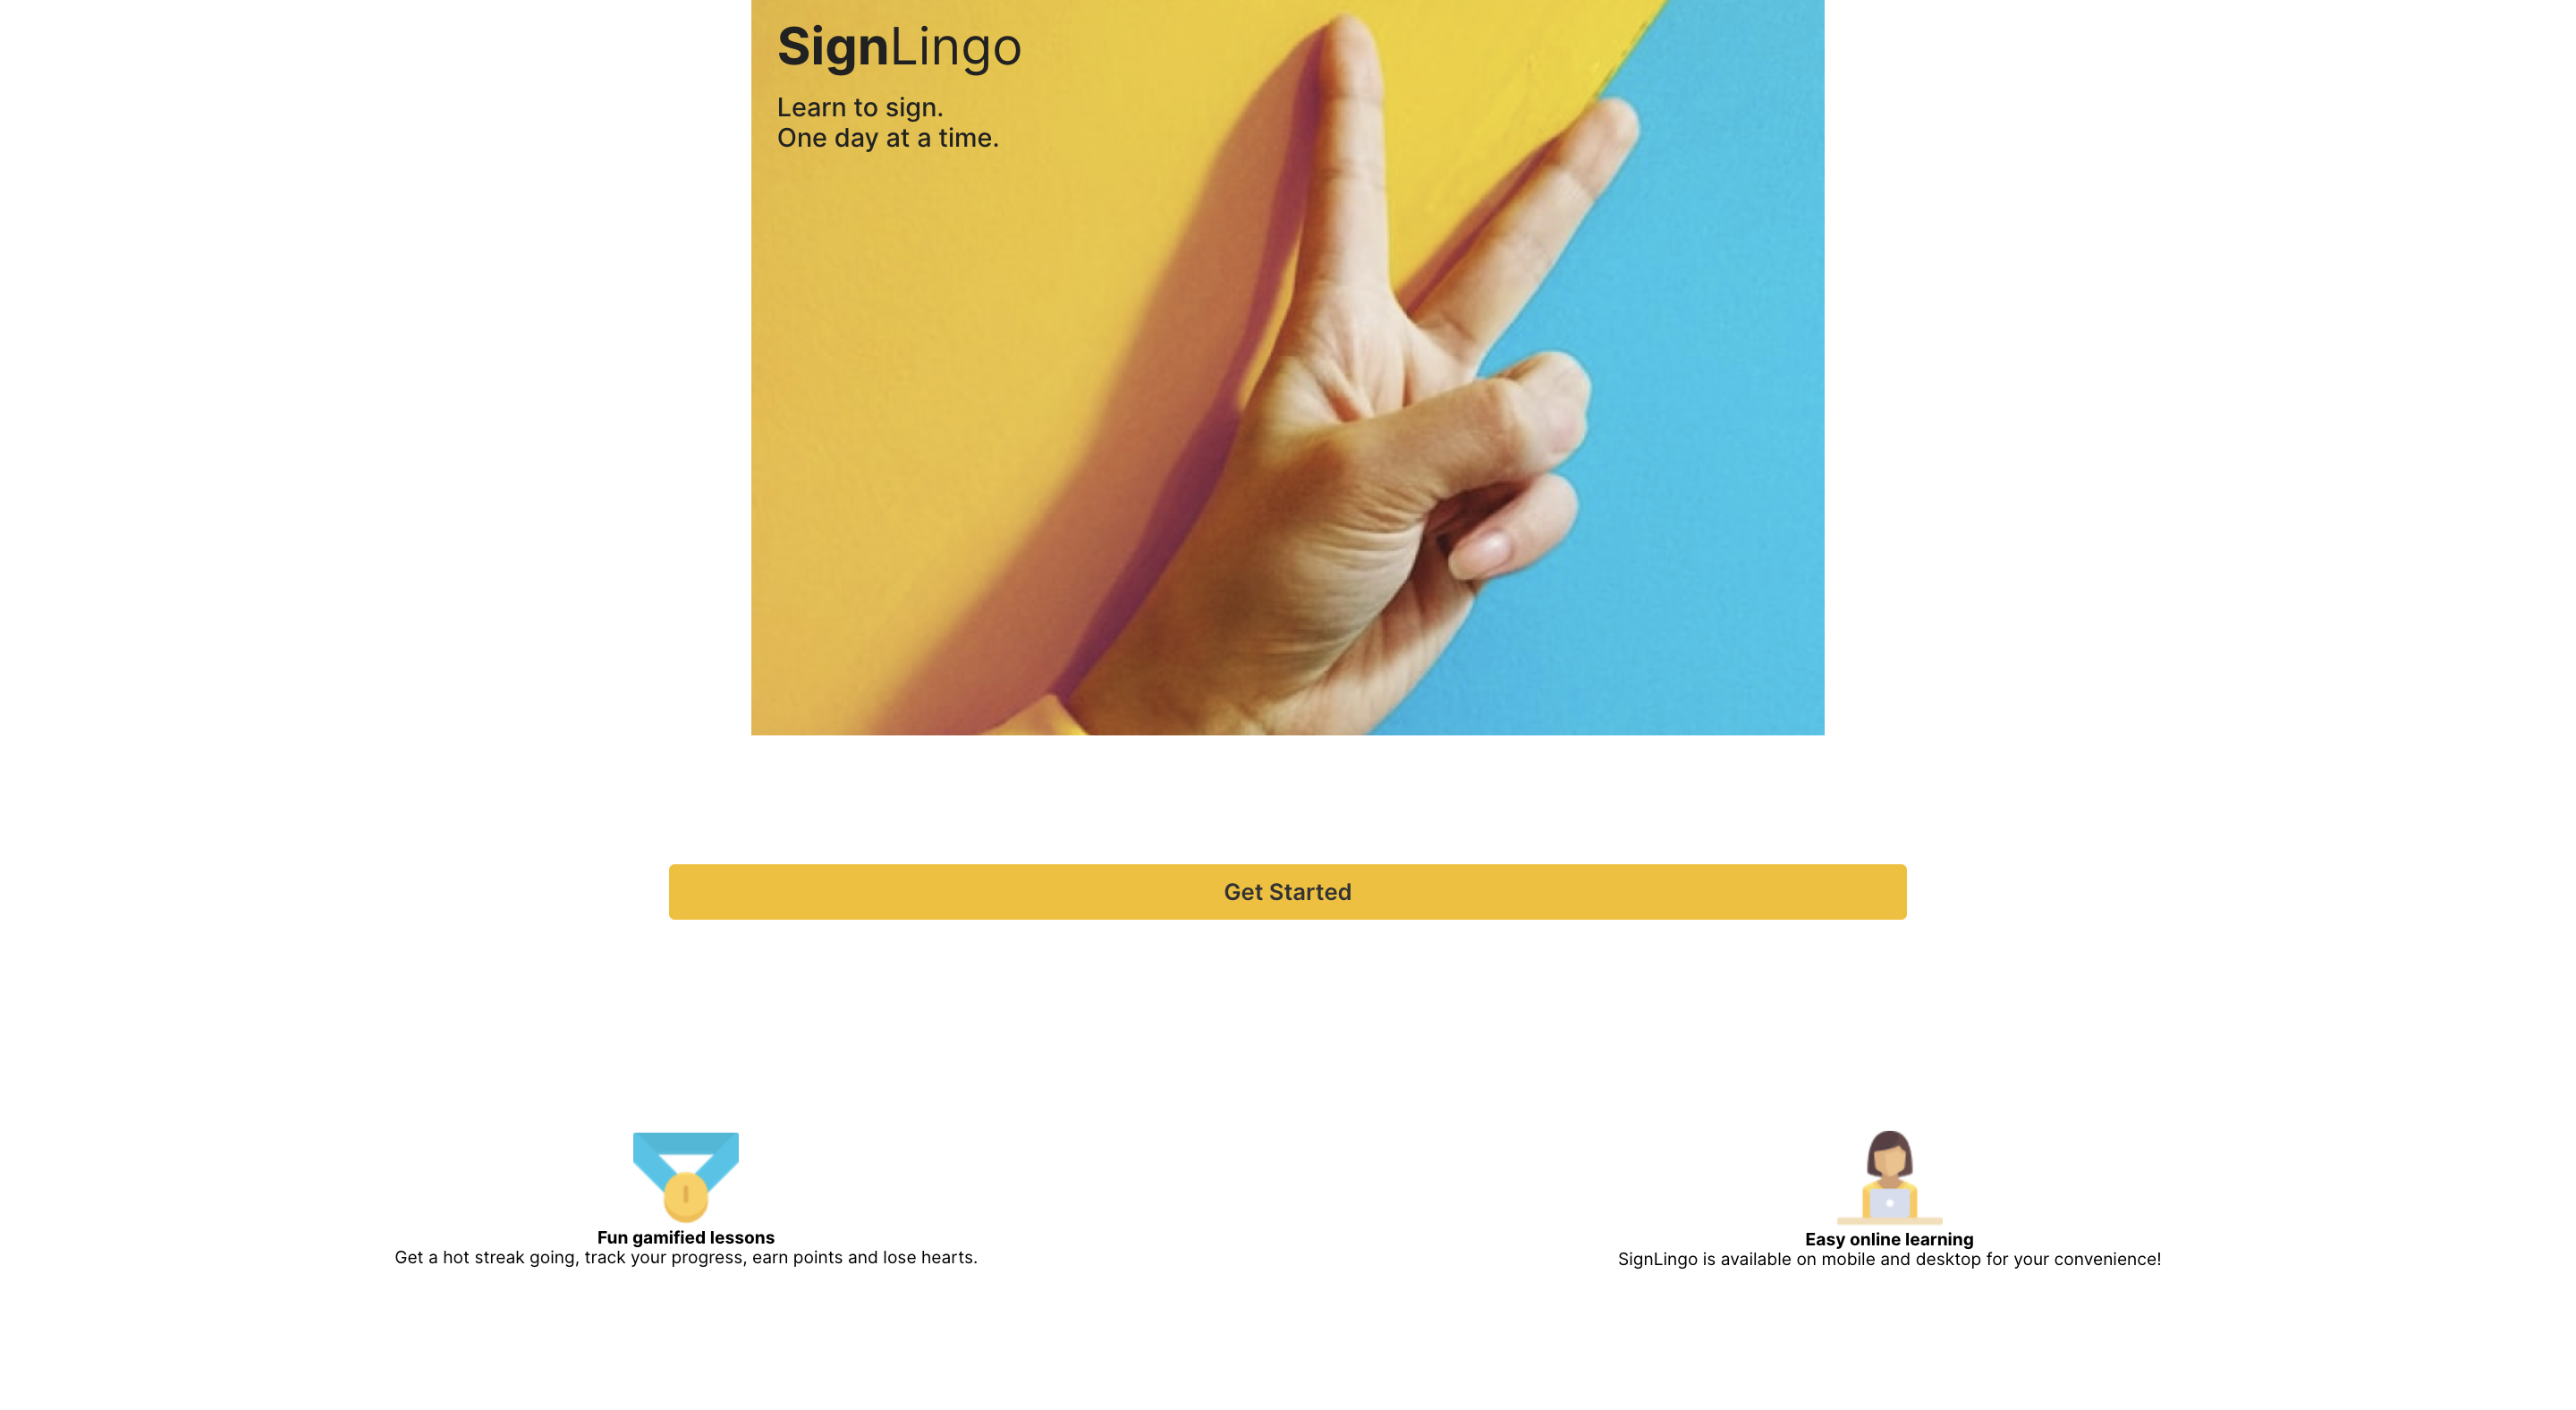 SignLingo
Learn to sign.
One day at a time.
Get Started
Fun gamified lessons
Get a hot streak going, track your progress, earn points and lose hearts.
Easy online learning
SignLingo is available on mobile and desktop for your convenience!